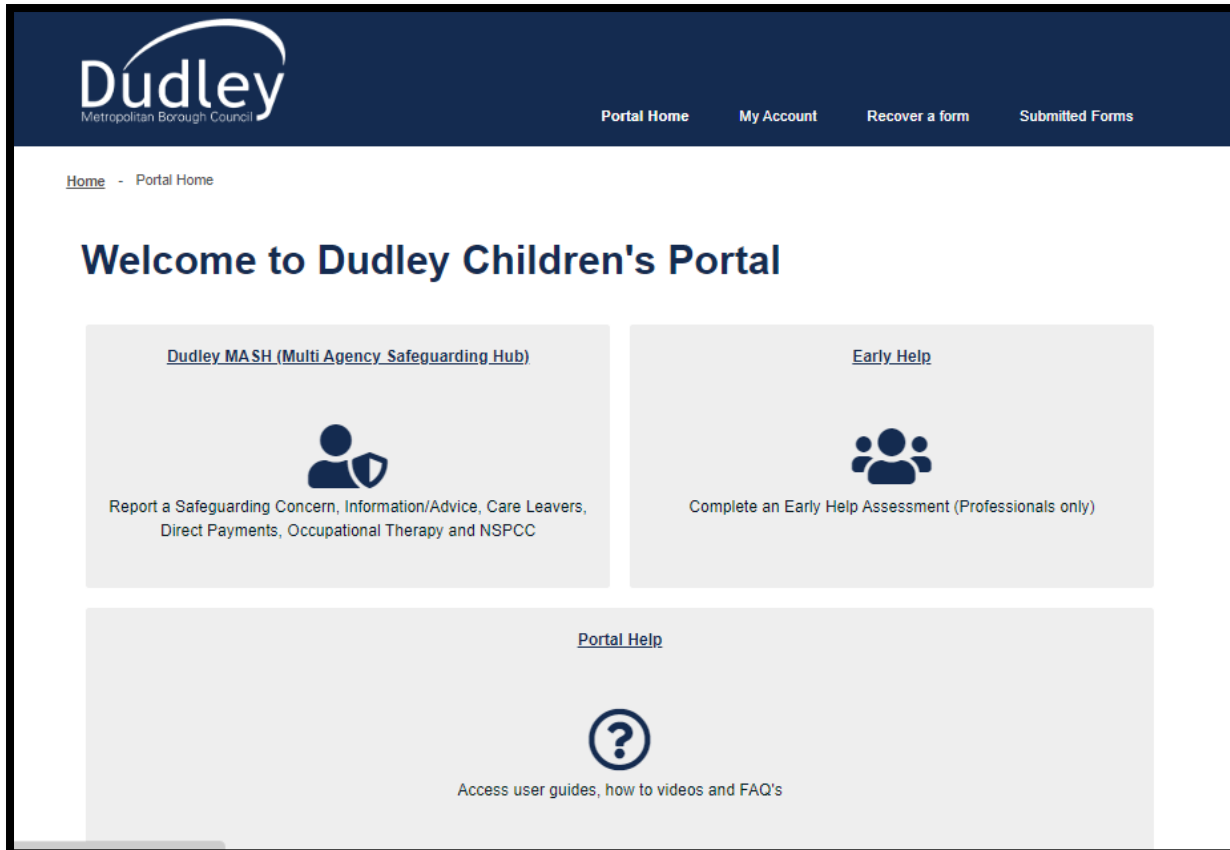 Dudley
Metropolitan Borough Council
Portal Home My Account Recover a form Submitted Forms
Home - Portal Home
Welcome to Dudley Children's Portal
Dudley MASH (Multi Agency Safeguarding Hub)
Report a Safeguarding Concern, Information/Advice, Care Leavers,
Direct Payments, Occupational Therapy and NSPCC
Early Help
Complete an Early Help Assessment (Professionals only)
Portal Help
?
Access user guides, how to videos and FAQ's